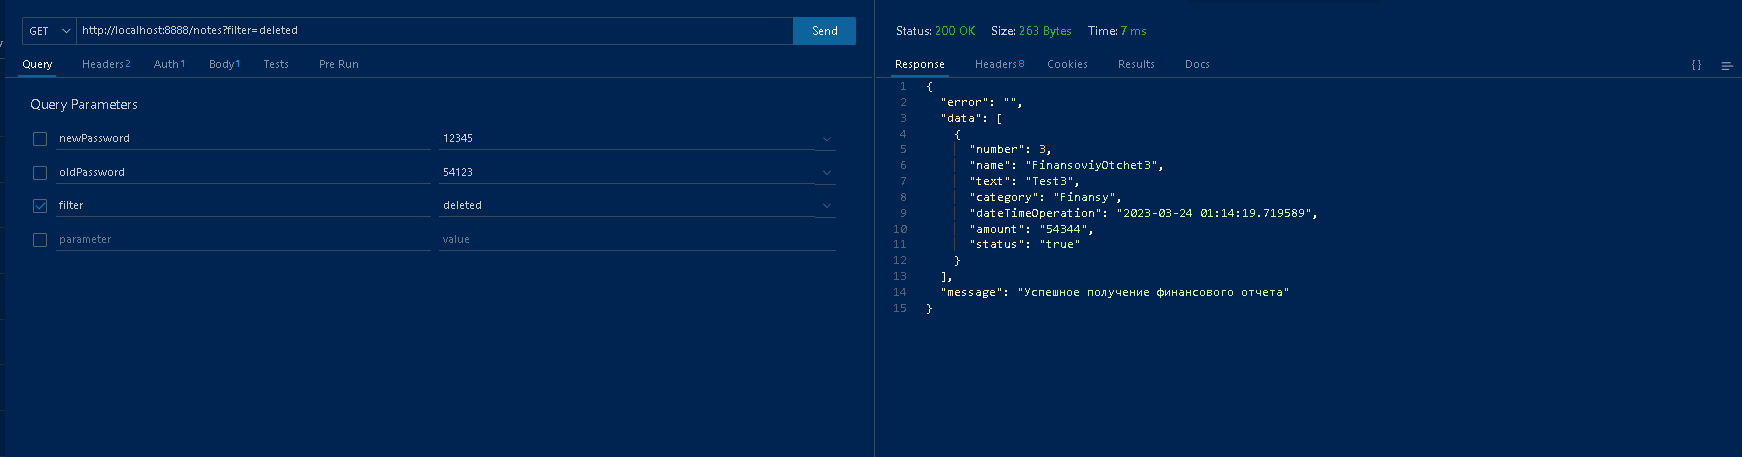 GET http://localhost:8888/notes?filter=deleted Send
Query Headers 2 Auth 1 Body 1 Tests Pre Run
Query Parameters
newPassword 12345
oldPassword 54123
filter deleted
parameter value
Status: 200 OK Size: 263 Bytes Time: 7 ms
Response Headers 8 Cookies Results Docs {}
1 {
2 "error": "",
3 "data": [
4 {
5 "number": 3,
6 "name": "FinansoviyOtchet3",
7 "text": "Test3",
8 "category": "Finansy",
9 "dateTimeOperation": "2023-03-24 01:14:19.719589",
10 "amount": "54344",
11 "status": "true"
12 }
13 ],
14 "message": "Успешное получение финансового отчета"
15 }